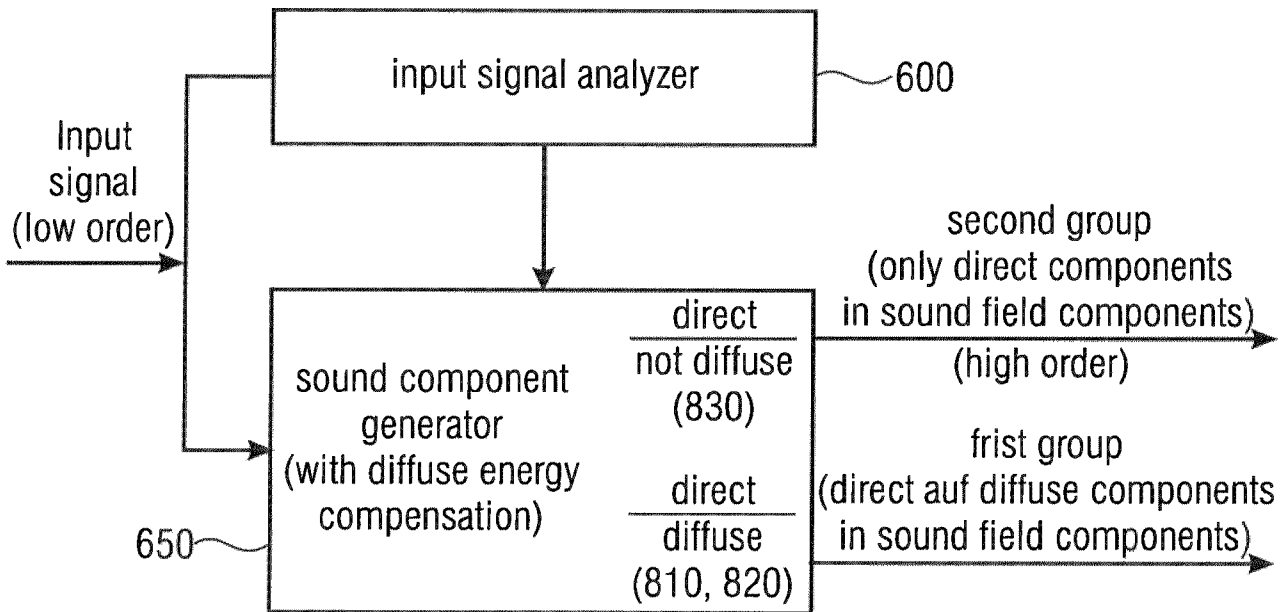 input signal analyzer
600
Input
signal
(low order)
second group
(only direct components
in sound field components)
(high order)
direct
not diffuse
(830)
sound component
generator
(with diffuse energy
compensation)
frist group
(direct auf diffuse components
in sound field components)
direct
diffuse
(810, 820)
650